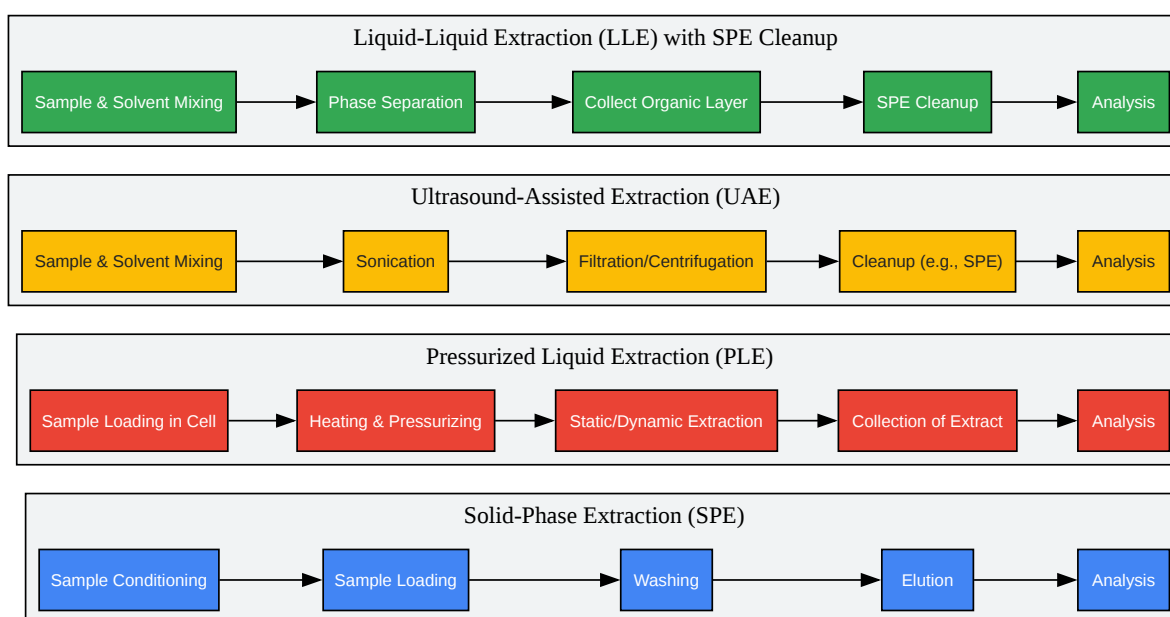 Liquid-Liquid Extraction (LLE) with SPE Cleanup
Sample & Solvent Mixing
Phase Separation
Collect Organic Layer
SPE Cleanup
Analysis
Ultrasound-Assisted Extraction (UAE)
Sample & Solvent Mixing
Sonication
Filtration/Centrifugation
Cleanup (e.g., SPE)
Analysis
Pressurized Liquid Extraction (PLE)
Sample Loading in Cell
Heating & Pressurizing
Static/Dynamic Extraction
Collection of Extract
Analysis
Solid-Phase Extraction (SPE)
Sample Conditioning
Sample Loading
Washing
Elution
Analysis